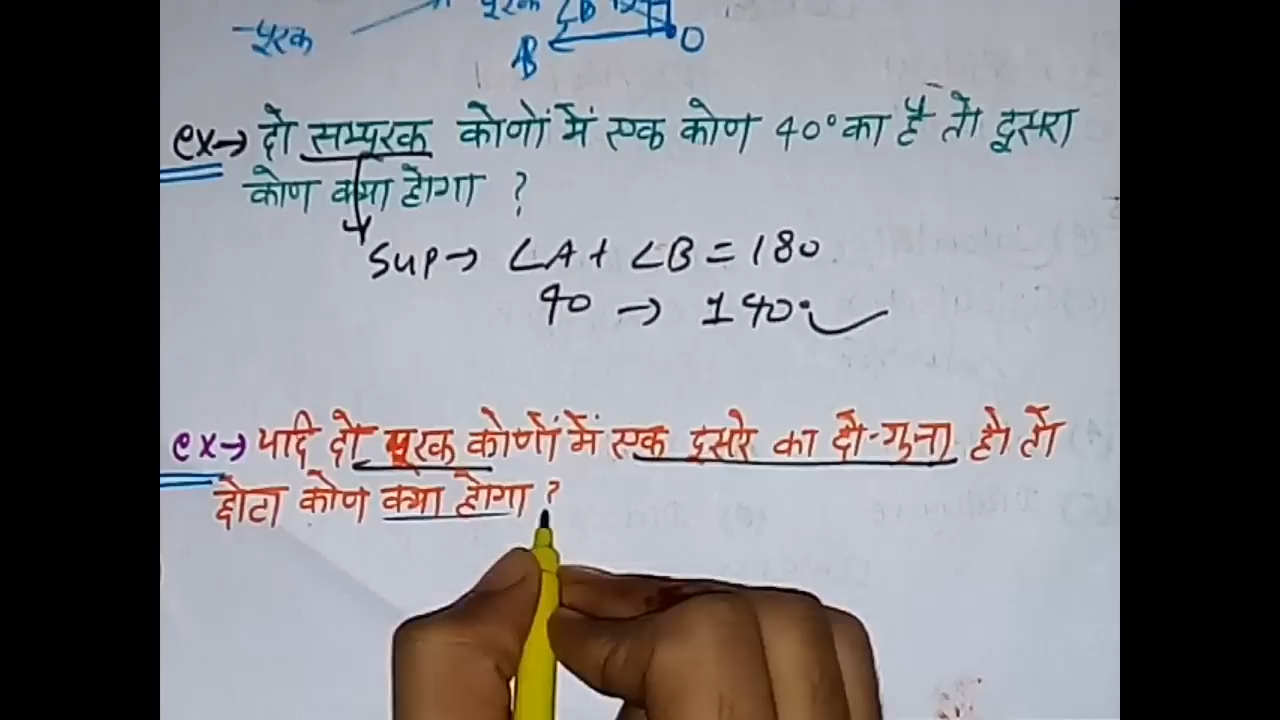 -पूरक
B
O
ex→ दो सम्पूरक कोणों में एक कोण 40° का है तो दूसरा
कोण क्या होगा ?
Sup→ ∠A + ∠B = 180
40 → 140°
ex→ यदि दो पूरक कोणों में एक दूसरे का दो-गुना हो तो
छोटा कोण क्या होगा ?